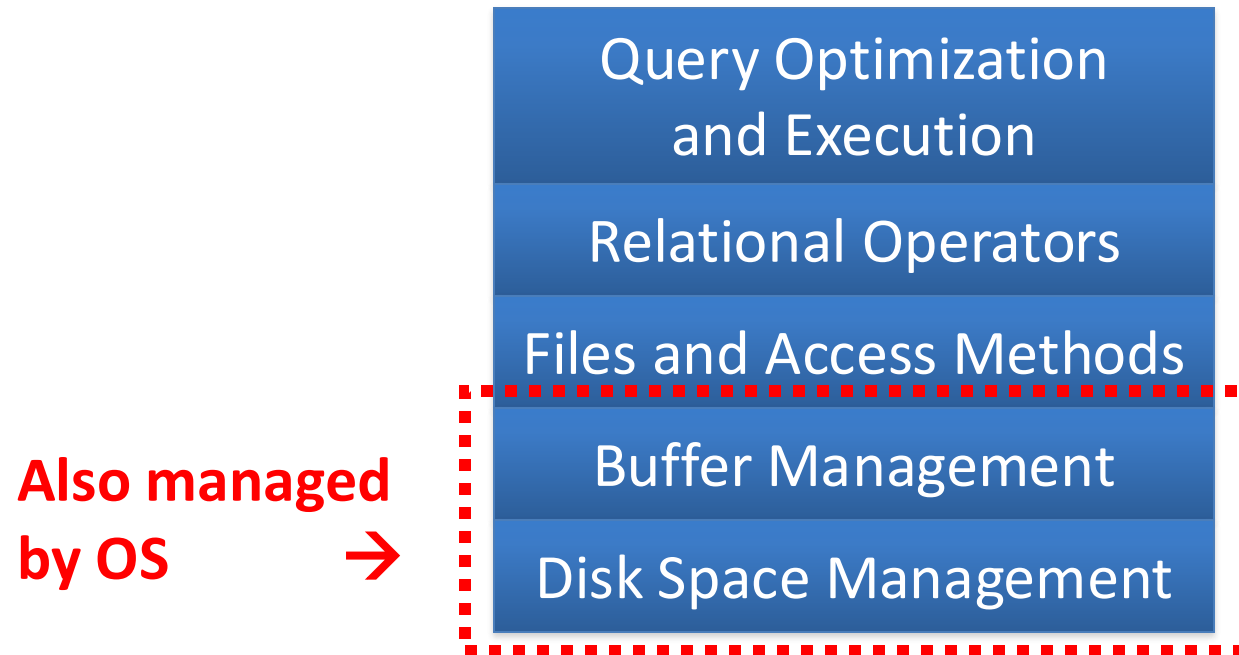 Query Optimization
and Execution
Relational Operators
Files and Access Methods
Buffer Management
Disk Space Management
Also managed
by OS →